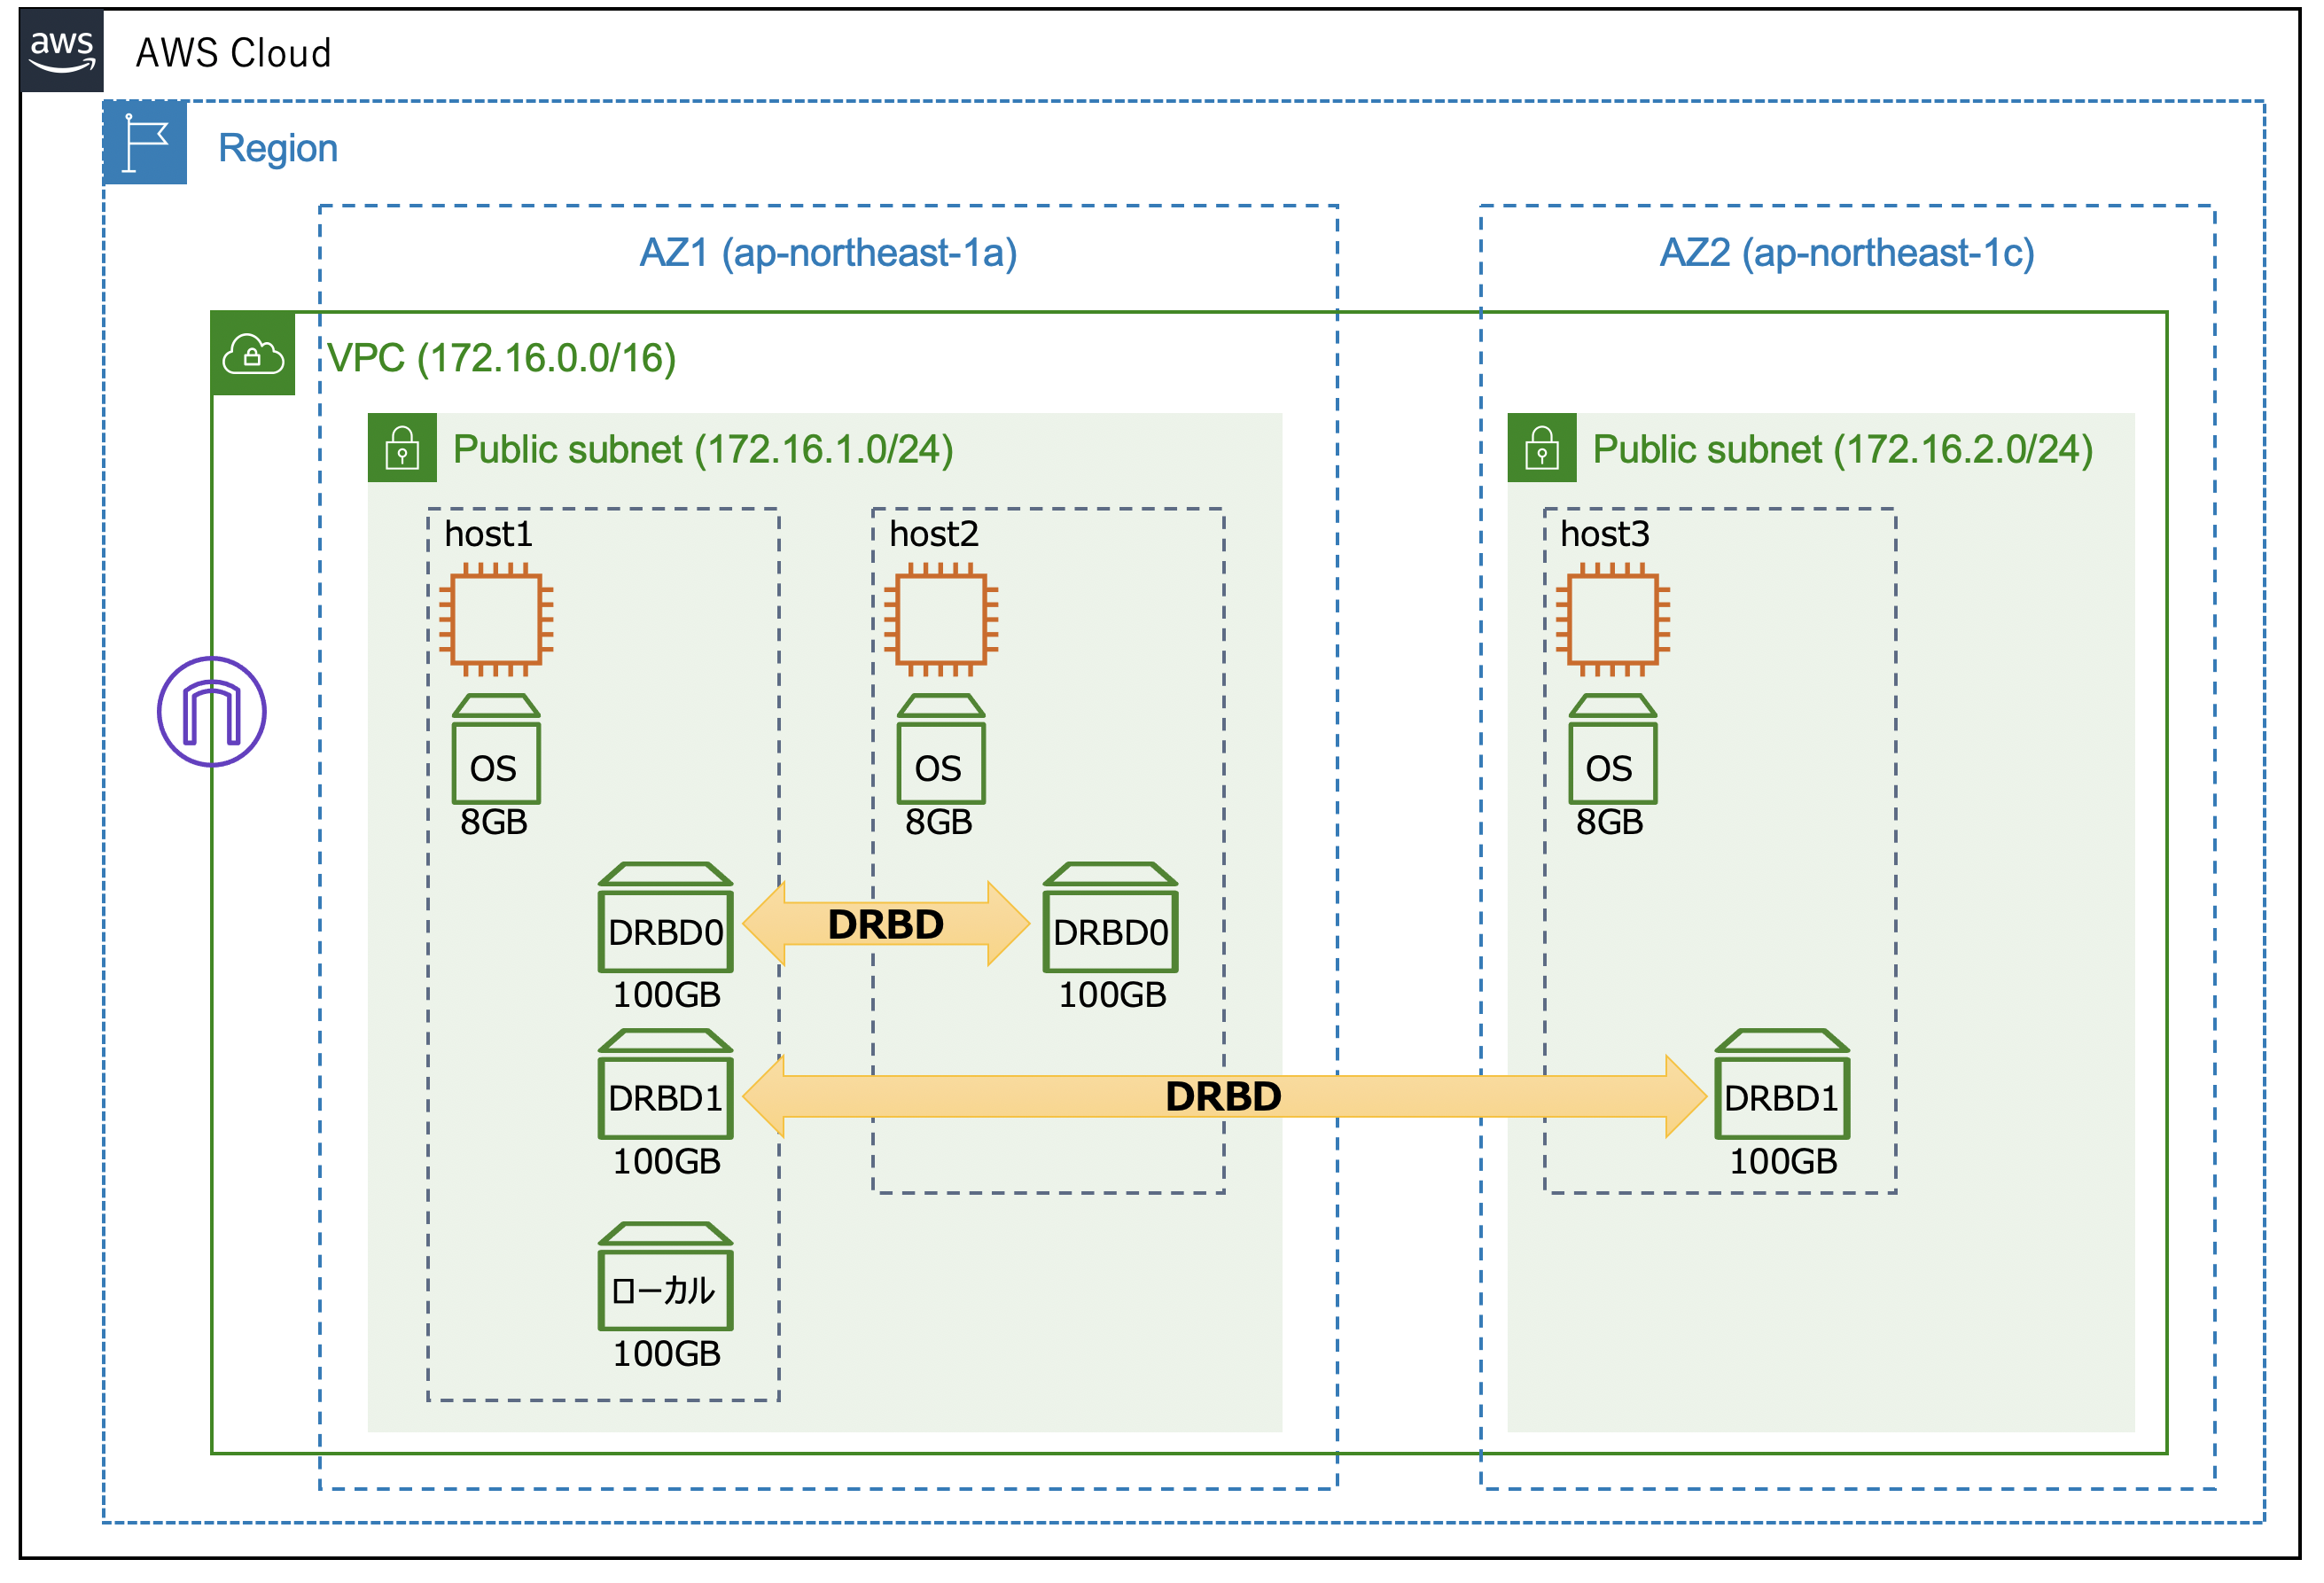 aws
AWS Cloud
Region
AZ1 (ap-northeast-1a)
AZ2 (ap-northeast-1c)
VPC (172.16.0.0/16)
Public subnet (172.16.1.0/24)
Public subnet (172.16.2.0/24)
host1
host2
host3
OS
OS
OS
8GB
8GB
8GB
DRBD0
DRBD
DRBD0
100GB
100GB
DRBD1
DRBD
DRBD1
100GB
100GB
ローカル
100GB